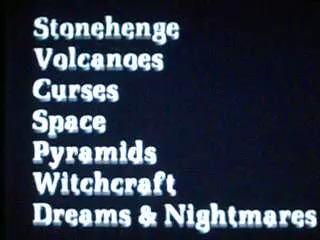 Stonehenge
Volcanoes
Curses
Space
Pyramids
Witchcraft
Dreams & Nightmares